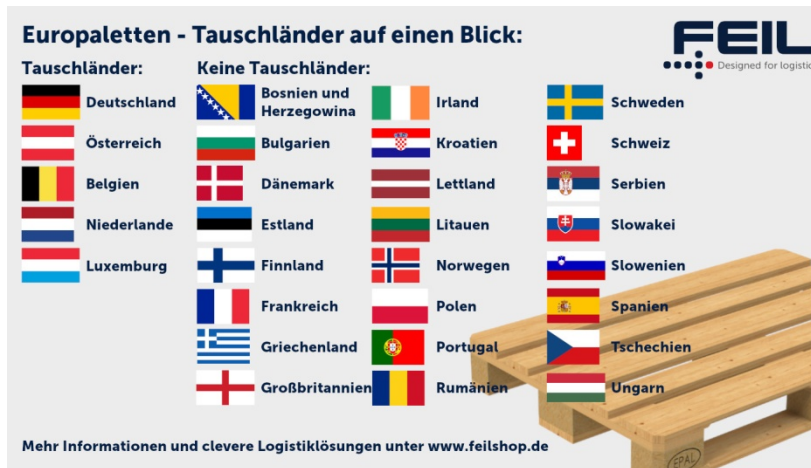 Europaletten - Tauschländer auf einen Blick:
FEIL
Designed for logistic
Tauschländer:
Deutschland
Österreich
Belgien
Niederlande
Luxemburg
Keine Tauschländer:
Bosnien und
Herzegowina
Bulgarien
Dänemark
Estland
Finnland
Frankreich
Griechenland
Großbritannien
Irland
Kroatien
Lettland
Litauen
Norwegen
Polen
Portugal
Rumänien
Schweden
Schweiz
Serbien
Slowakei
Slowenien
Spanien
Tschechien
Ungarn
Mehr Informationen und clevere Logistiklösungen unter www.feilshop.de
EPAL